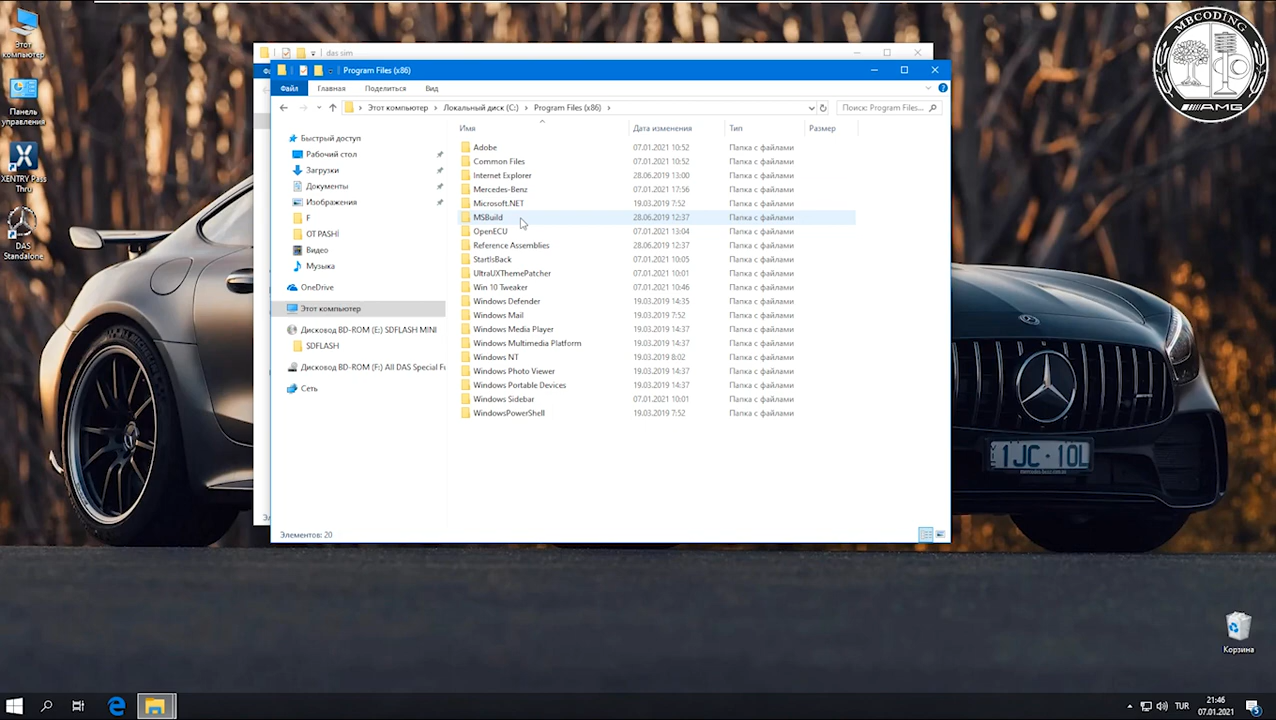 MBCODING
AMG
Этот компьютер
Панель управления
XENTRY Pass Thru
DAS Standalone
das sim
Program Files (x86)
Файл
Главная
Поделиться
Вид
Этот компьютер
Локальный диск (C:)
Program Files (x86)
Поиск: Program Files...
Имя
Дата изменения
Тип
Размер
Быстрый доступ
Рабочий стол
Загрузки
Документы
Изображения
F
OT PASHİ
Видео
Музыка
OneDrive
Этот компьютер
Дисковод BD-ROM (E:) SDFLASH MINI
SDFLASH
Дисковод BD-ROM (F:) All DAS Special Fu
Сеть
Adobe 07.01.2021 10:52 Папка с файлами
Common Files 07.01.2021 10:52 Папка с файлами
Internet Explorer 28.06.2019 13:00 Папка с файлами
Mercedes-Benz 07.01.2021 17:56 Папка с файлами
Microsoft.NET 19.03.2019 7:52 Папка с файлами
MSBuild 28.06.2019 12:37 Папка с файлами
OpenECU 07.01.2021 13:04 Папка с файлами
Reference Assemblies 28.06.2019 12:37 Папка с файлами
StartIsBack 07.01.2021 10:05 Папка с файлами
UltraUXThemePatcher 07.01.2021 10:01 Папка с файлами
Win 10 Tweaker 07.01.2021 10:46 Папка с файлами
Windows Defender 19.03.2019 14:35 Папка с файлами
Windows Mail 19.03.2019 7:52 Папка с файлами
Windows Media Player 19.03.2019 14:37 Папка с файлами
Windows Multimedia Platform 19.03.2019 14:37 Папка с файлами
Windows NT 19.03.2019 8:02 Папка с файлами
Windows Photo Viewer 19.03.2019 14:37 Папка с файлами
Windows Portable Devices 19.03.2019 14:37 Папка с файлами
Windows Sidebar 07.01.2021 10:01 Папка с файлами
WindowsPowerShell 19.03.2019 7:52 Папка с файлами
Элементов: 20
1JC·10L
Корзина
TUR
21:46
07.01.2021